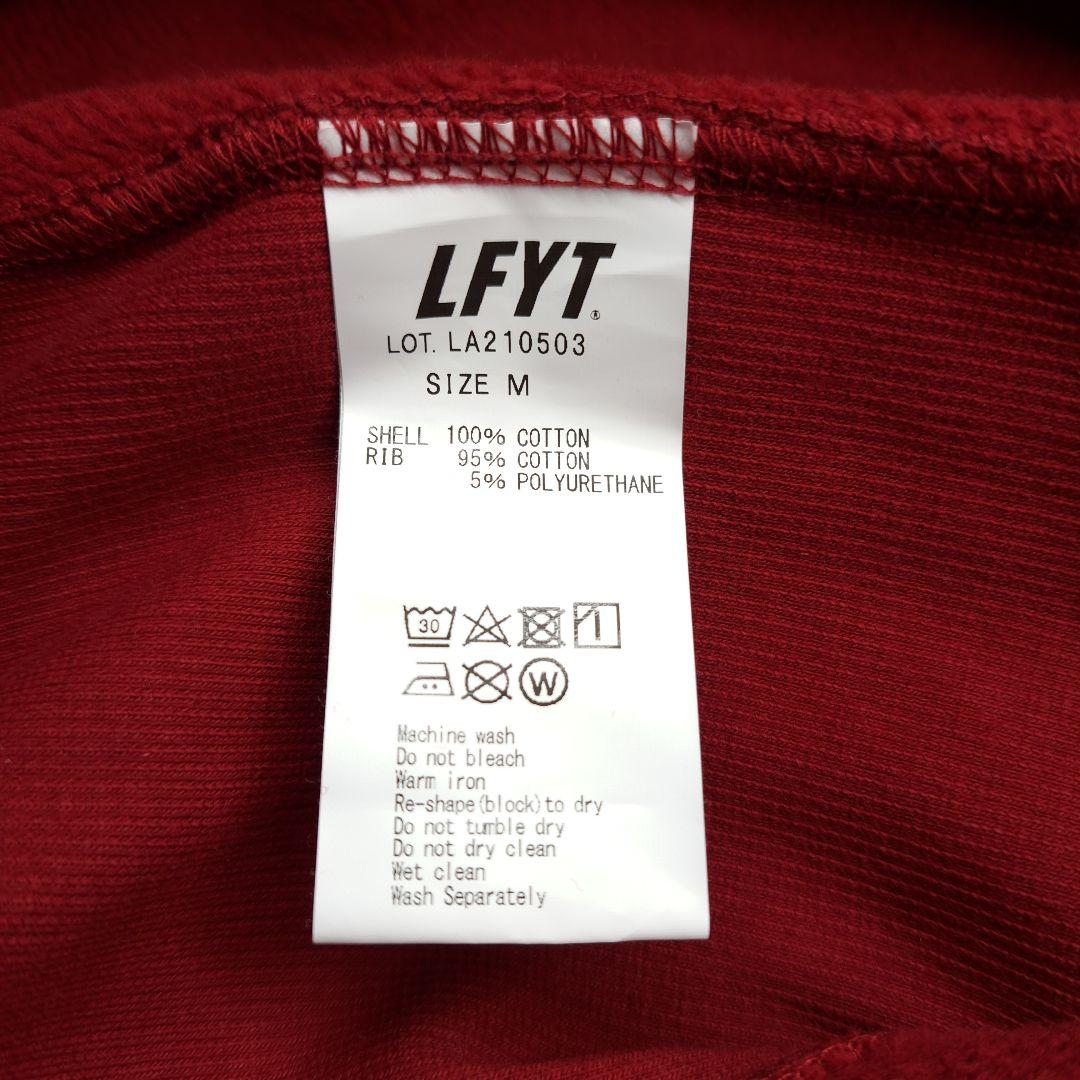 LFYT®
LOT. LA210503
SIZE M
SHELL 100% COTTON
RIB 95% COTTON
5% POLYURETHANE
30
W
Machine wash
Do not bleach
Warm iron
Re-shape(block)to dry
Do not tumble dry
Do not dry clean
Wet clean
Wash Separately